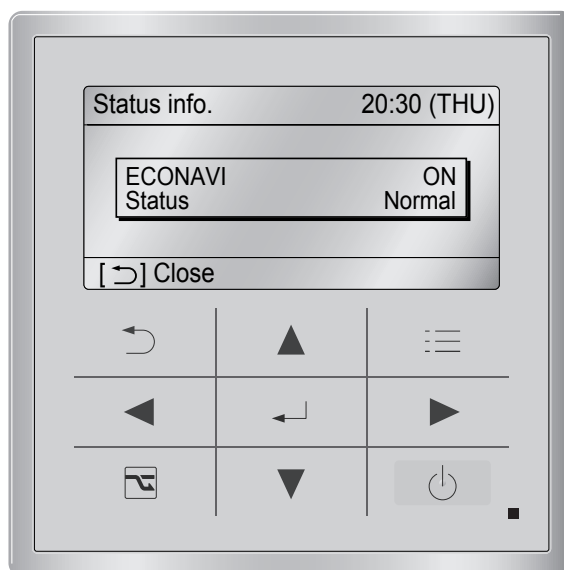 Status info. 20:30 (THU)
ECONAVI ON
Status Normal
[⮌] Close